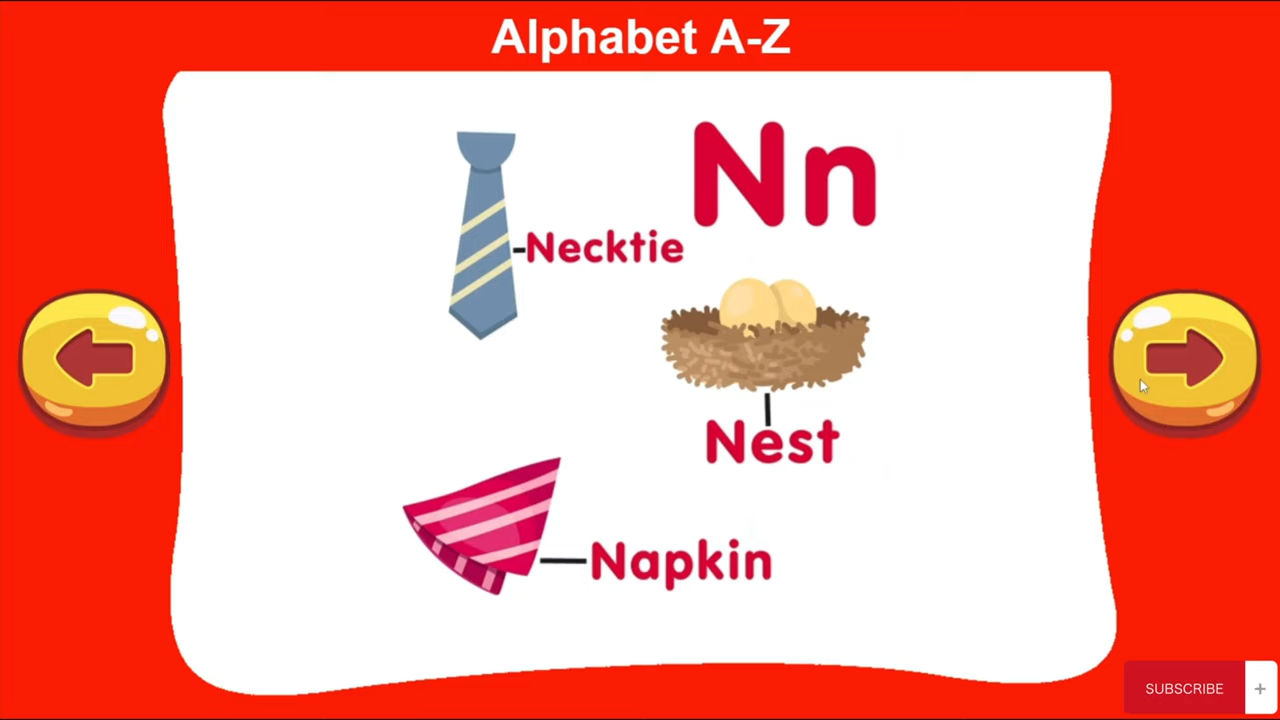 Alphabet A-Z
Nn
Necktie
Nest
Napkin
SUBSCRIBE +